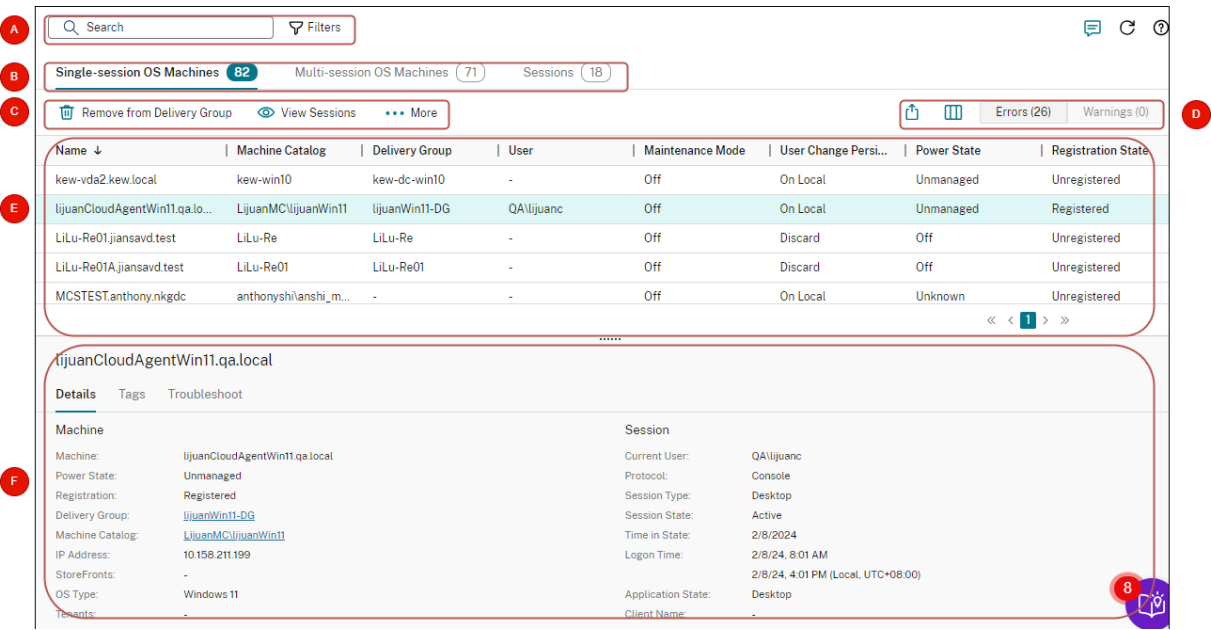 A Search Filters
B Single-session OS Machines 82 Multi-session OS Machines 71 Sessions 18
C Remove from Delivery Group View Sessions ••• More Errors (26) Warnings (0) D
Name ↓ Machine Catalog Delivery Group User Maintenance Mode User Change Persi... Power State Registration State
kew-vda2.kew.local kew-win10 kew-dc-win10 - Off On Local Unmanaged Unregistered
E lijuanCloudAgentWin11.qa.lo... LijuanMC\lijuanWin11 lijuanWin11-DG QA\lijuanc Off On Local Unmanaged Registered
LiLu-Re01.jiansavd.test LiLu-Re LiLu-Re - Off Discard Off Unregistered
LiLu-Re01A.jiansavd.test LiLu-Re01 LiLu-Re01 - Off Discard Off Unregistered
MCSTEST.anthony.nkgdc anthonyshi\anshi_m... - - Off On Local Unknown Unregistered
« < 1 > »
lijuanCloudAgentWin11.qa.local
Details Tags Troubleshoot
Machine Session
Machine: lijuanCloudAgentWin11.qa.local Current User: QA\lijuanc
Power State: Unmanaged Protocol: Console
F Registration: Registered Session Type: Desktop
Delivery Group: lijuanWin11-DG Session State: Active
Machine Catalog: LijuanMC\lijuanWin11 Time in State: 2/8/2024
IP Address: 10.158.211.199 Logon Time: 2/8/24, 8:01 AM
StoreFronts: - 2/8/24, 4:01 PM (Local, UTC+08:00)
OS Type: Windows 11 Application State: Desktop 8
Tenants: - Client Name: -